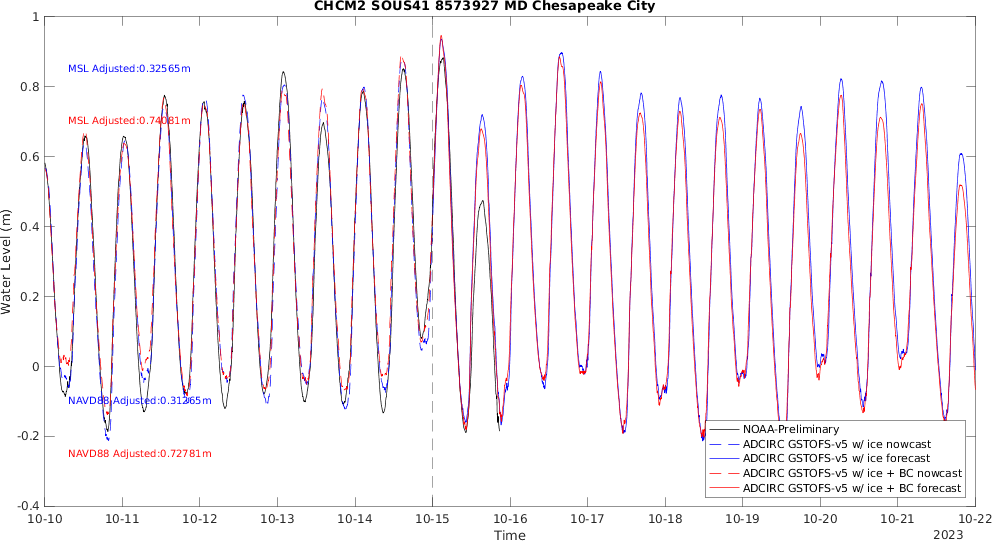 CHCM2 SOUS41 8573927 MD Chesapeake City
1
0.8
0.6
0.4
0.2
0
-0.2
-0.4
Water Level (m)
MSL Adjusted:0.32565m
MSL Adjusted:0.74081m
NAVD88 Adjusted:0.31265m
NAVD88 Adjusted:0.72781m
NOAA-Preliminary
ADCIRC GSTOFS-v5 w/ ice nowcast
ADCIRC GSTOFS-v5 w/ ice forecast
ADCIRC GSTOFS-v5 w/ ice + BC nowcast
ADCIRC GSTOFS-v5 w/ ice + BC forecast
10-10 10-11 10-12 10-13 10-14 10-15 10-16 10-17 10-18 10-19 10-20 10-21 10-22
Time
2023